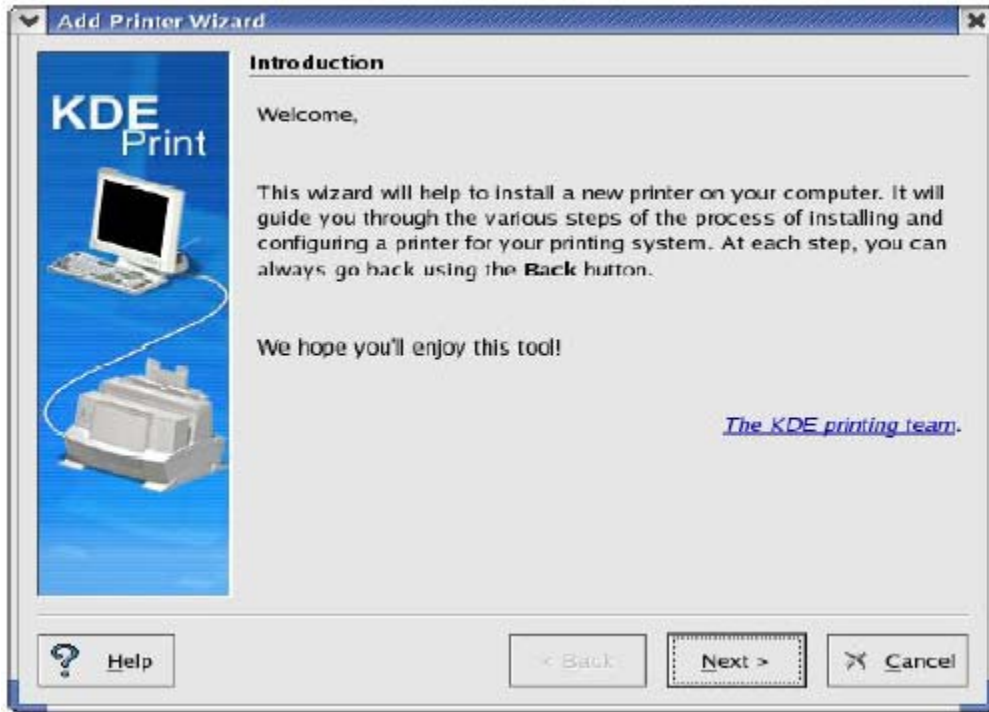 Add Printer Wizard
KDE
Print
Introduction
Welcome,
This wizard will help to install a new printer on your computer. It will
guide you through the various steps of the process of installing and
configuring a printer for your printing system. At each step, you can
always go back using the Back button.
We hope you'll enjoy this tool!
The KDE printing team.
? Help
< Back
Next >
Cancel